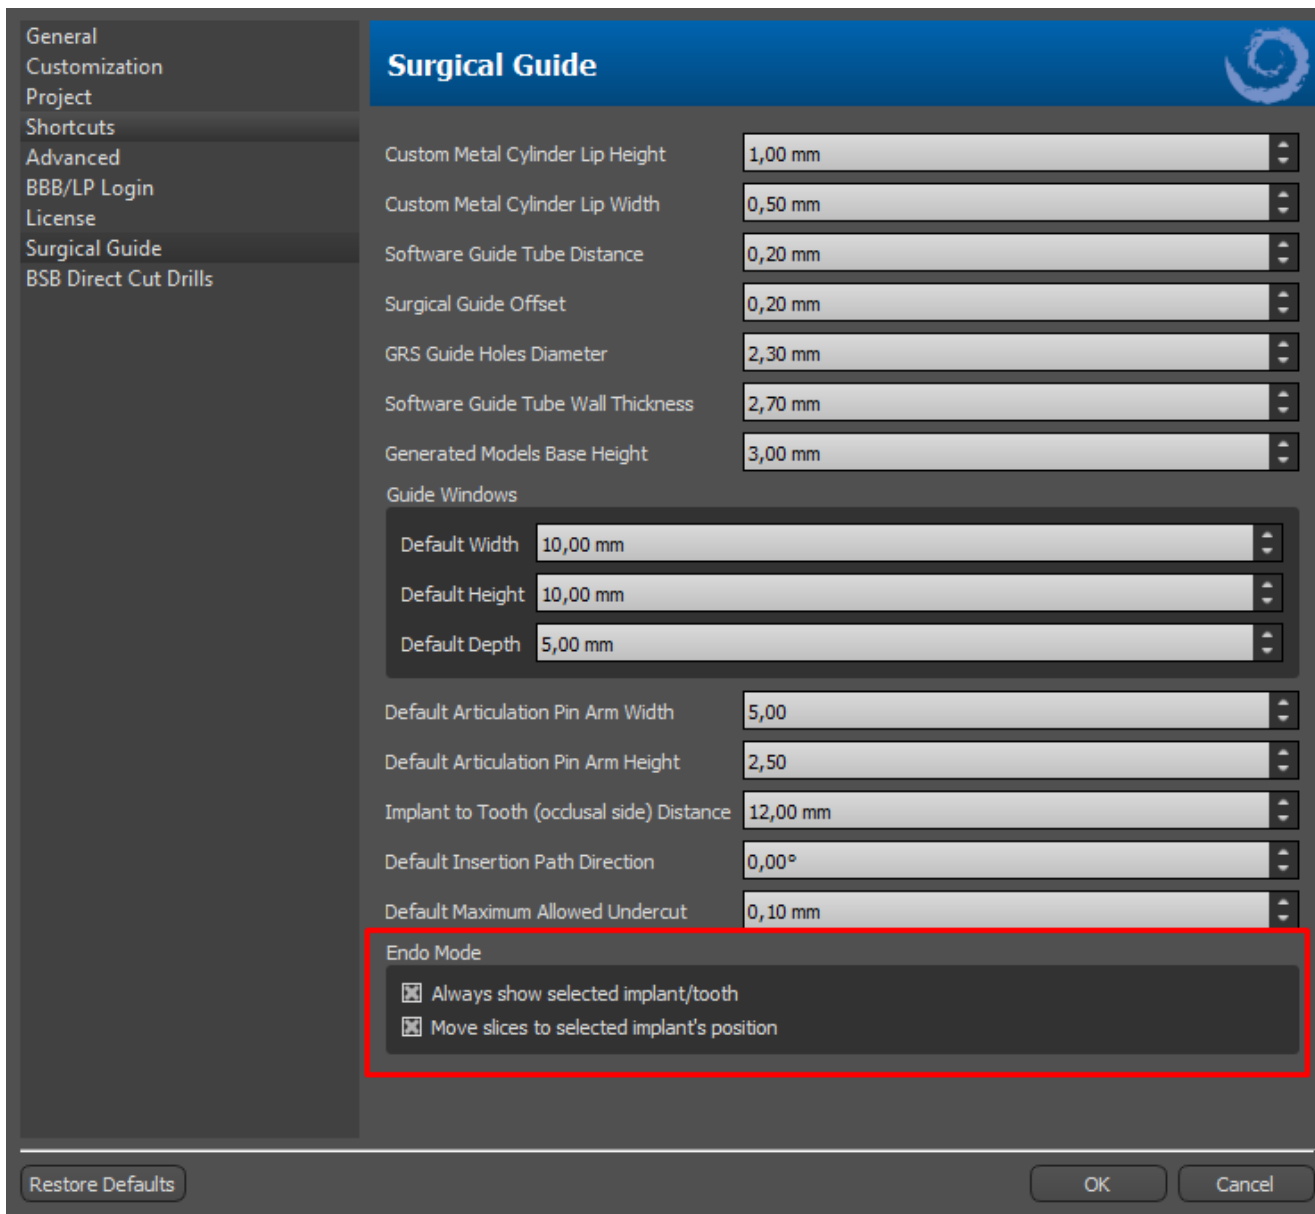 General
Customization
Project
Shortcuts
Advanced
BBB/LP Login
License
Surgical Guide
BSB Direct Cut Drills
Surgical Guide
Custom Metal Cylinder Lip Height 1,00 mm
Custom Metal Cylinder Lip Width 0,50 mm
Software Guide Tube Distance 0,20 mm
Surgical Guide Offset 0,20 mm
GRS Guide Holes Diameter 2,30 mm
Software Guide Tube Wall Thickness 2,70 mm
Generated Models Base Height 3,00 mm
Guide Windows
Default Width 10,00 mm
Default Height 10,00 mm
Default Depth 5,00 mm
Default Articulation Pin Arm Width 5,00
Default Articulation Pin Arm Height 2,50
Implant to Tooth (occlusal side) Distance 12,00 mm
Default Insertion Path Direction 0,00°
Default Maximum Allowed Undercut 0,10 mm
Endo Mode
Always show selected implant/tooth
Move slices to selected implant's position
Restore Defaults OK Cancel